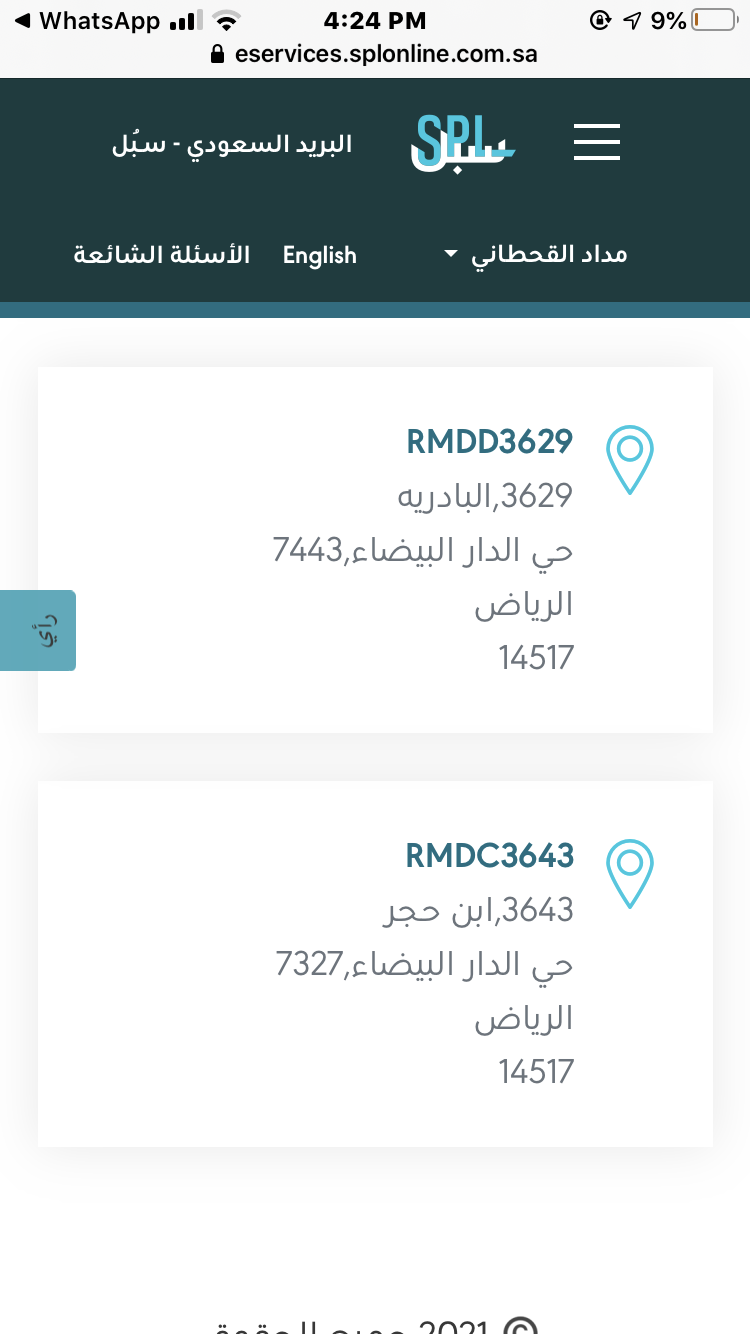 WhatsApp 4:24 PM 9%
eservices.splonline.com.sa
البريد السعودي - سبُل
SPL سبل
مداد القحطاني
English
الأسئلة الشائعة
RMDD3629
3629,البادريه
حي الدار البيضاء,7443
الرياض
14517
رأي
RMDC3643
3643,ابن حجر
حي الدار البيضاء,7327
الرياض
14517
© 2021 جميع الحقوق